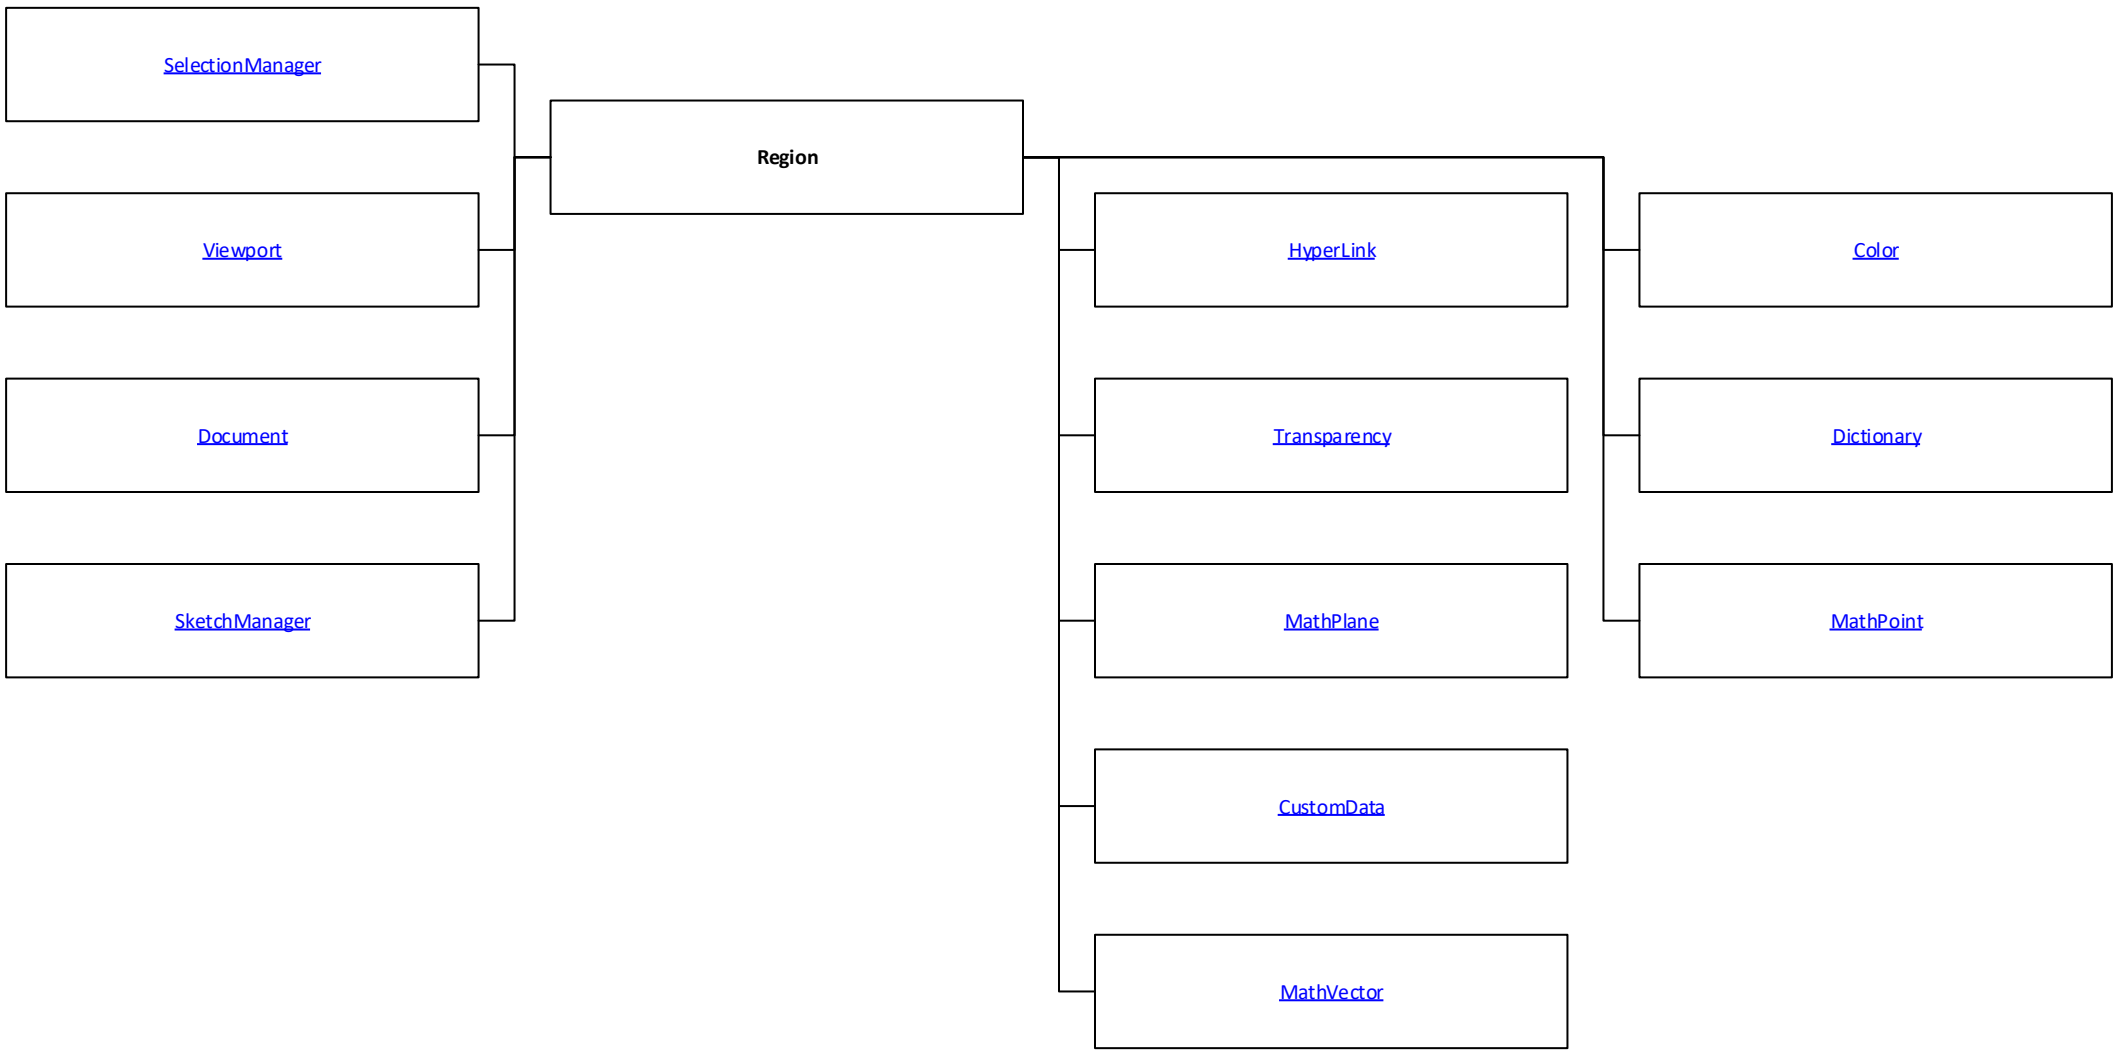 SelectionManager
Region
Viewport
HyperLink
Color
Document
Transparency
Dictionary
SketchManager
MathPlane
MathPoint
CustomData
MathVector